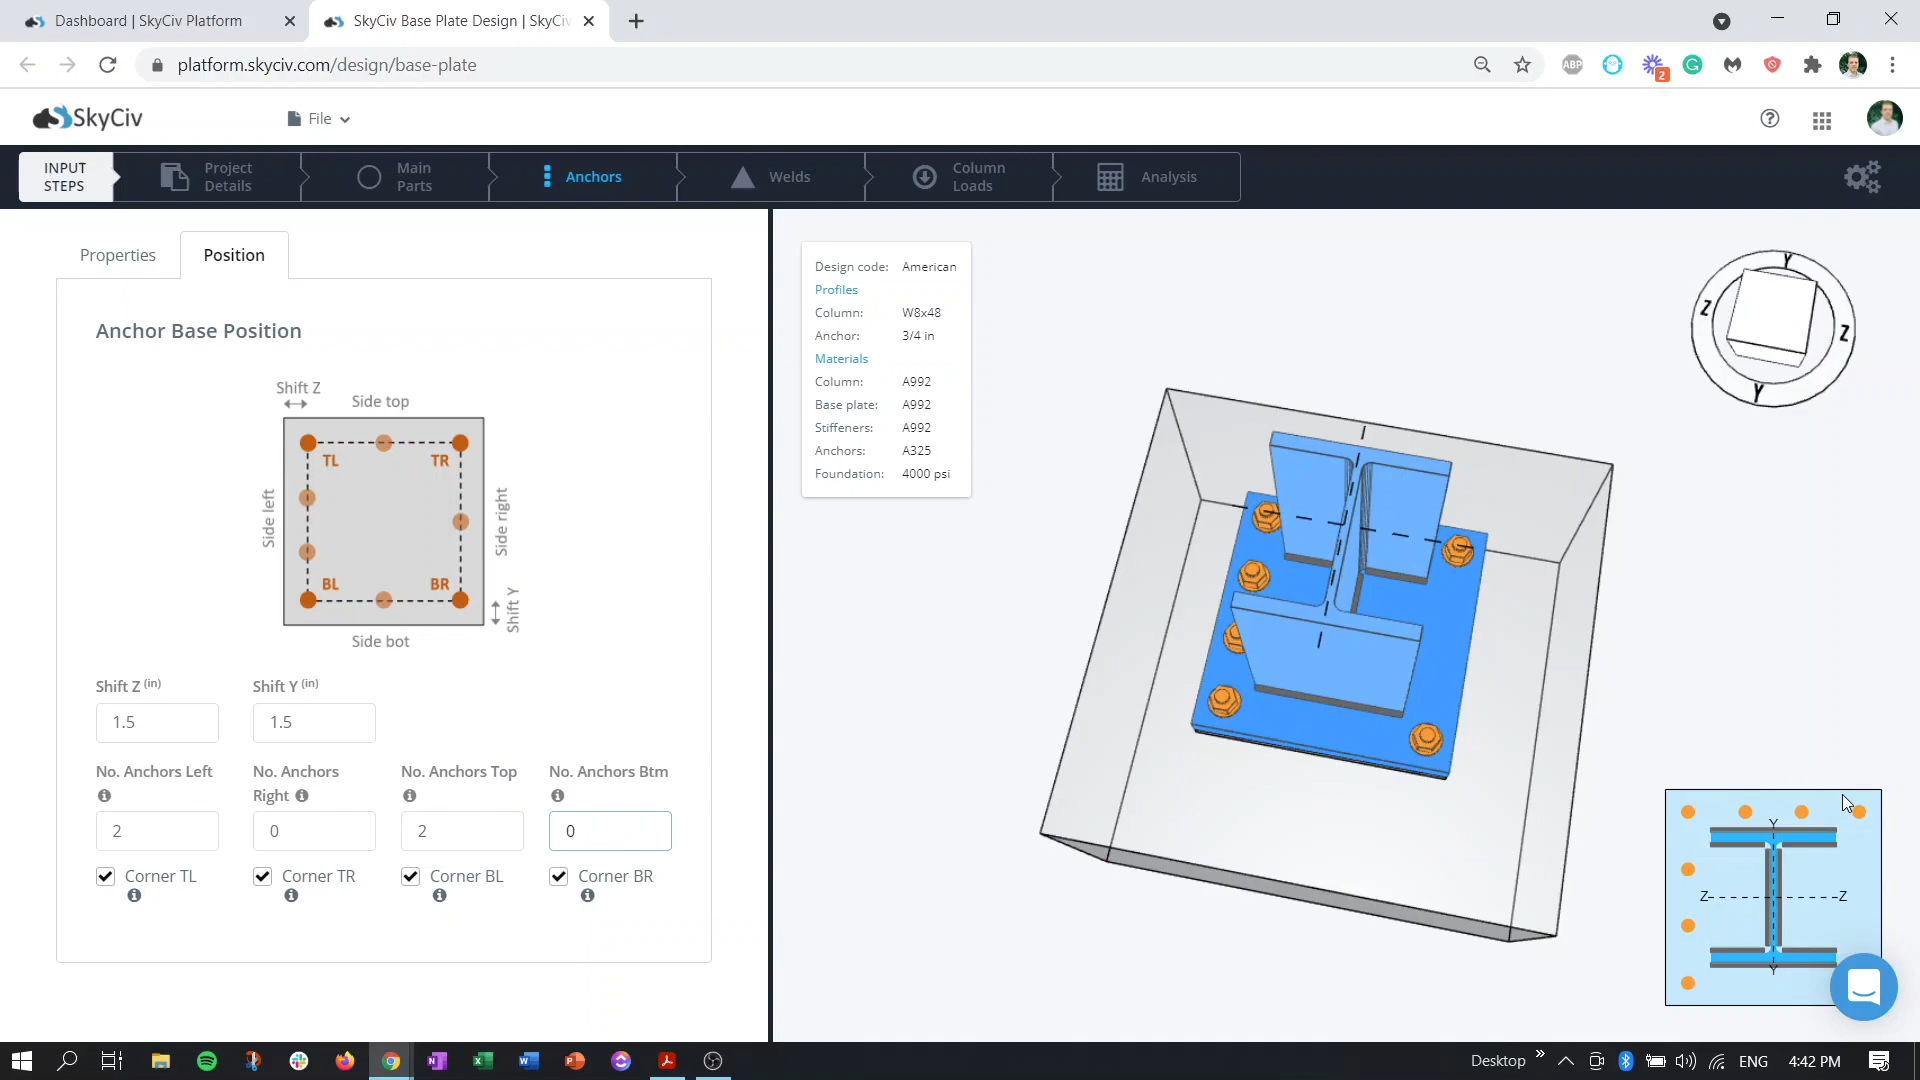 Dashboard | SkyCiv Platform
SkyCiv Base Plate Design | SkyCiv
platform.skyciv.com/design/base-plate
ABP
2
SkyCiv
File
INPUT
STEPS
Project
Details
Main
Parts
Anchors
Welds
Column
Loads
Analysis
Properties
Position
Anchor Base Position
Shift Z
Side top
TL
TR
Side left
Side right
BL
BR
Shift Y
Side bot
Shift Z (in)
Shift Y (in)
1.5
1.5
No. Anchors Left
No. Anchors
Right
No. Anchors Top
No. Anchors Btm
2
0
2
0
Corner TL
Corner TR
Corner BL
Corner BR
Design code: American
Profiles
Column: W8x48
Anchor: 3/4 in
Materials
Column: A992
Base plate: A992
Stiffeners: A992
Anchors: A325
Foundation: 4000 psi
Y
Z
Z
Y
Y
Z
Z
Y
Desktop
ENG
4:42 PM